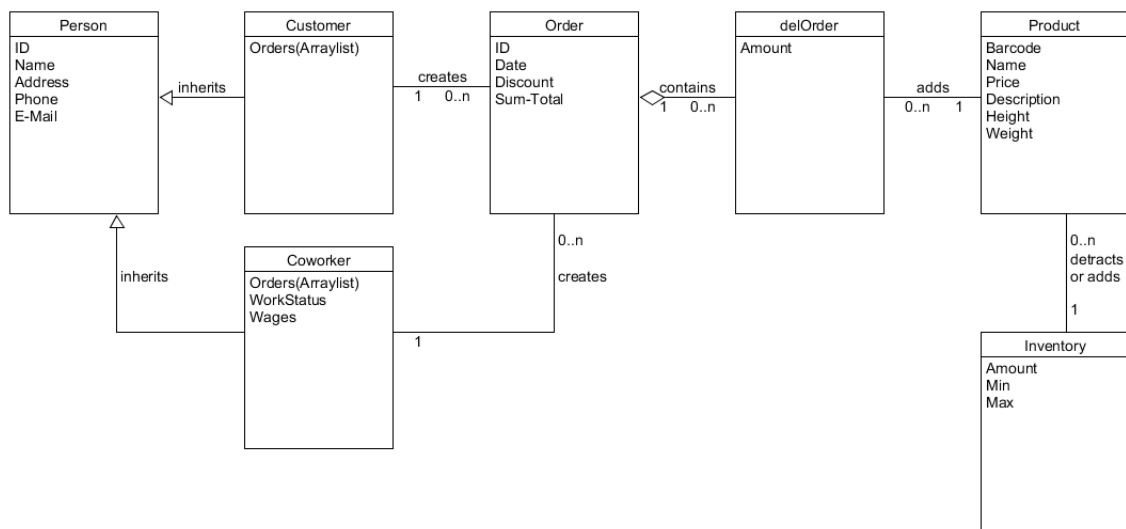 Person
ID
Name
Address
Phone
E-Mail
inherits
Customer
Orders(Arraylist)
creates
1 0..n
Order
ID
Date
Discount
Sum-Total
contains
1 0..n
delOrder
Amount
adds
0..n 1
Product
Barcode
Name
Price
Description
Height
Weight
inherits
Coworker
Orders(Arraylist)
WorkStatus
Wages
1
0..n
creates
0..n
detracts
or adds
1
Inventory
Amount
Min
Max